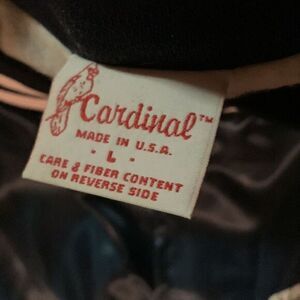 Cardinal™
MADE IN U.S.A.
- L -
CARE & FIBER CONTENT
ON REVERSE SIDE